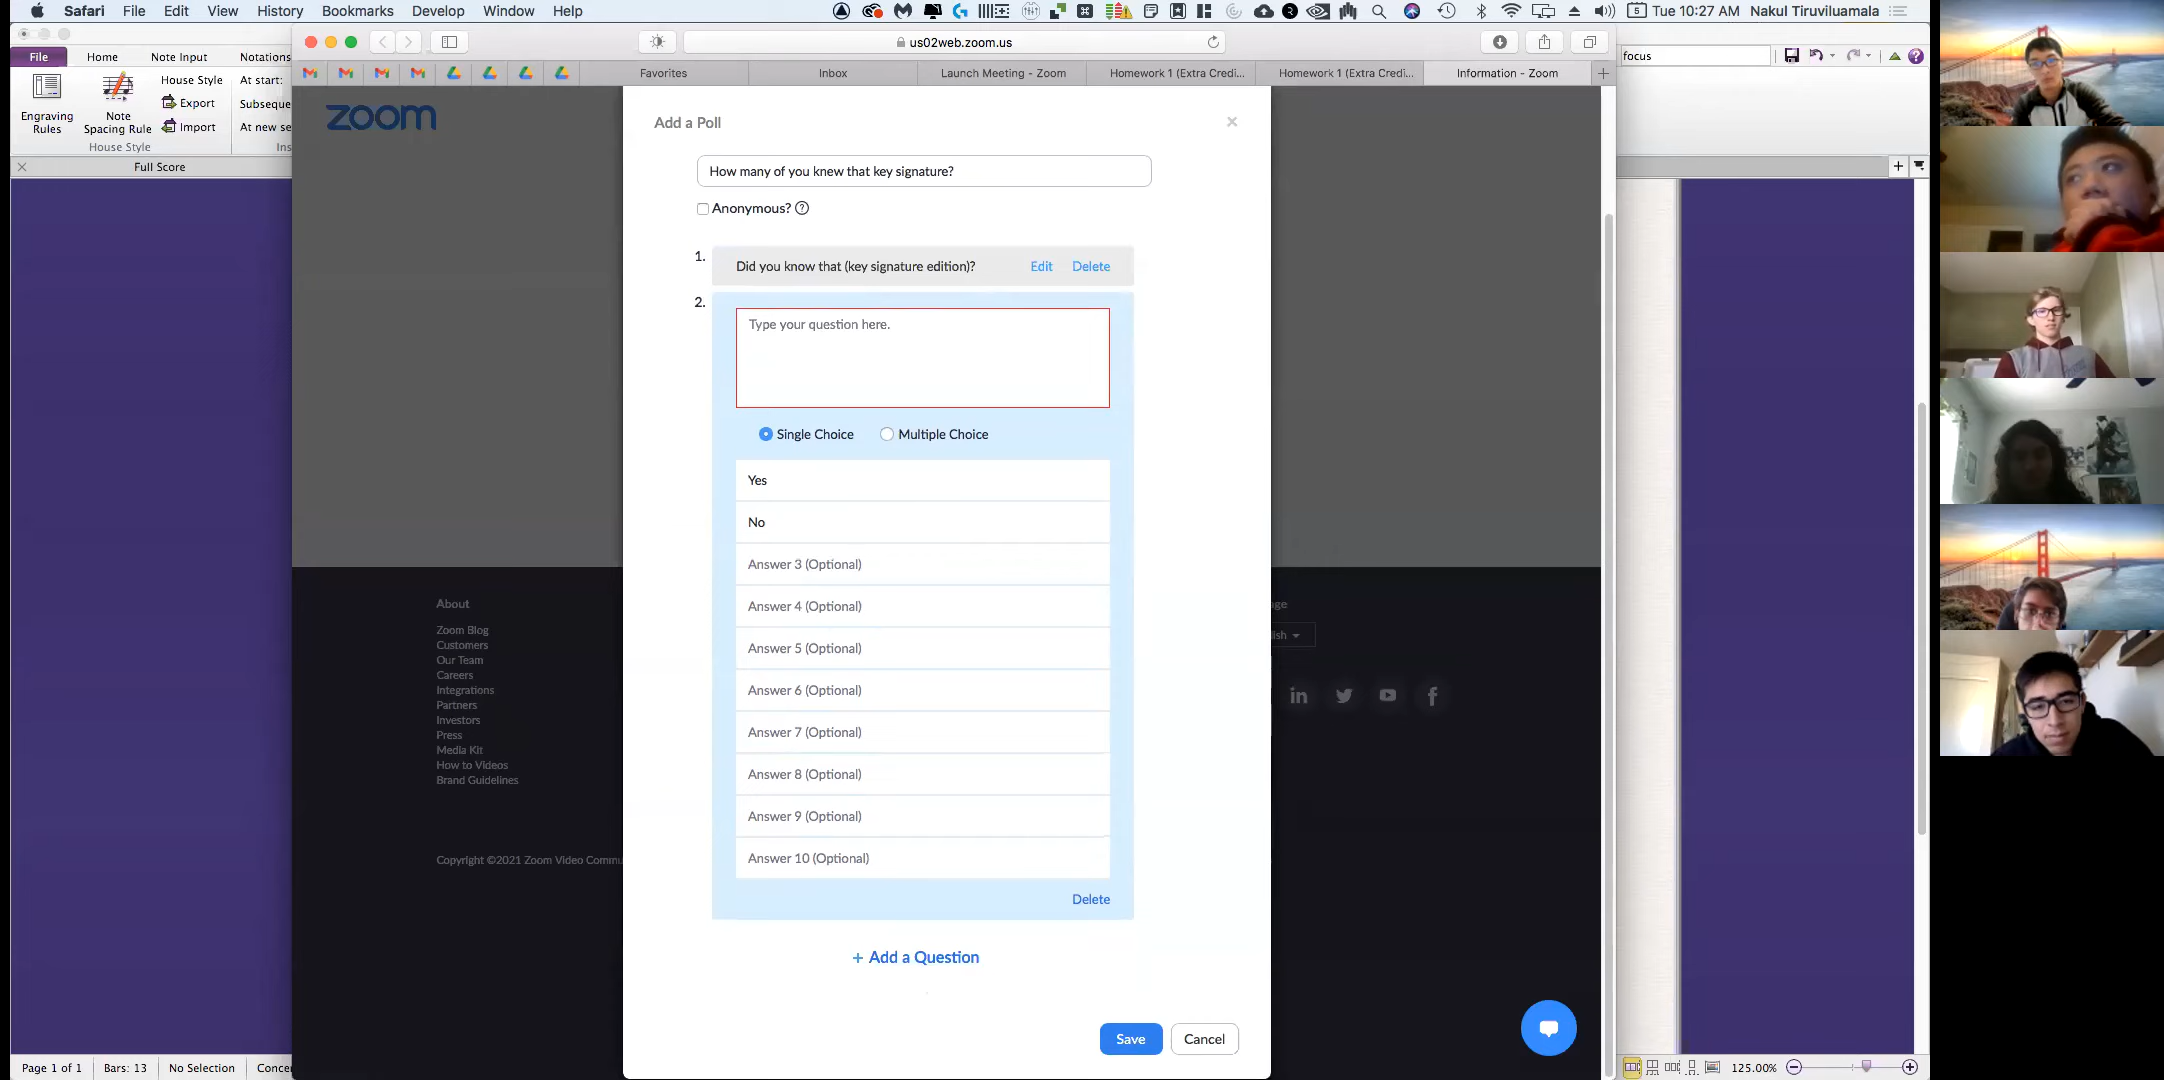 Safari File Edit View History Bookmarks Develop Window Help
Tue 10:27 AM Nakul Tiruviluamala
us02web.zoom.us
File Home Note Input Notations
focus
Favorites Inbox Launch Meeting - Zoom Homework 1 (Extra Credi... Homework 1 (Extra Credi... Information - Zoom
House Style At start:
Export Subseque
Engraving Rules
Note Spacing Rule
Import At new se
House Style Ins
Full Score
zoom
Add a Poll
How many of you knew that key signature?
Anonymous?
1.
Did you know that (key signature edition)? Edit Delete
2.
Type your question here.
Single Choice Multiple Choice
Yes
No
Answer 3 (Optional)
Answer 4 (Optional)
Answer 5 (Optional)
Answer 6 (Optional)
Answer 7 (Optional)
Answer 8 (Optional)
Answer 9 (Optional)
Answer 10 (Optional)
Delete
+ Add a Question
Save Cancel
About
Zoom Blog
Customers
Our Team
Careers
Integrations
Partners
Investors
Press
Media Kit
How to Videos
Brand Guidelines
Copyright ©2021 Zoom Video Commu
age
lish
Page 1 of 1 Bars: 13 No Selection Concer
125.00%